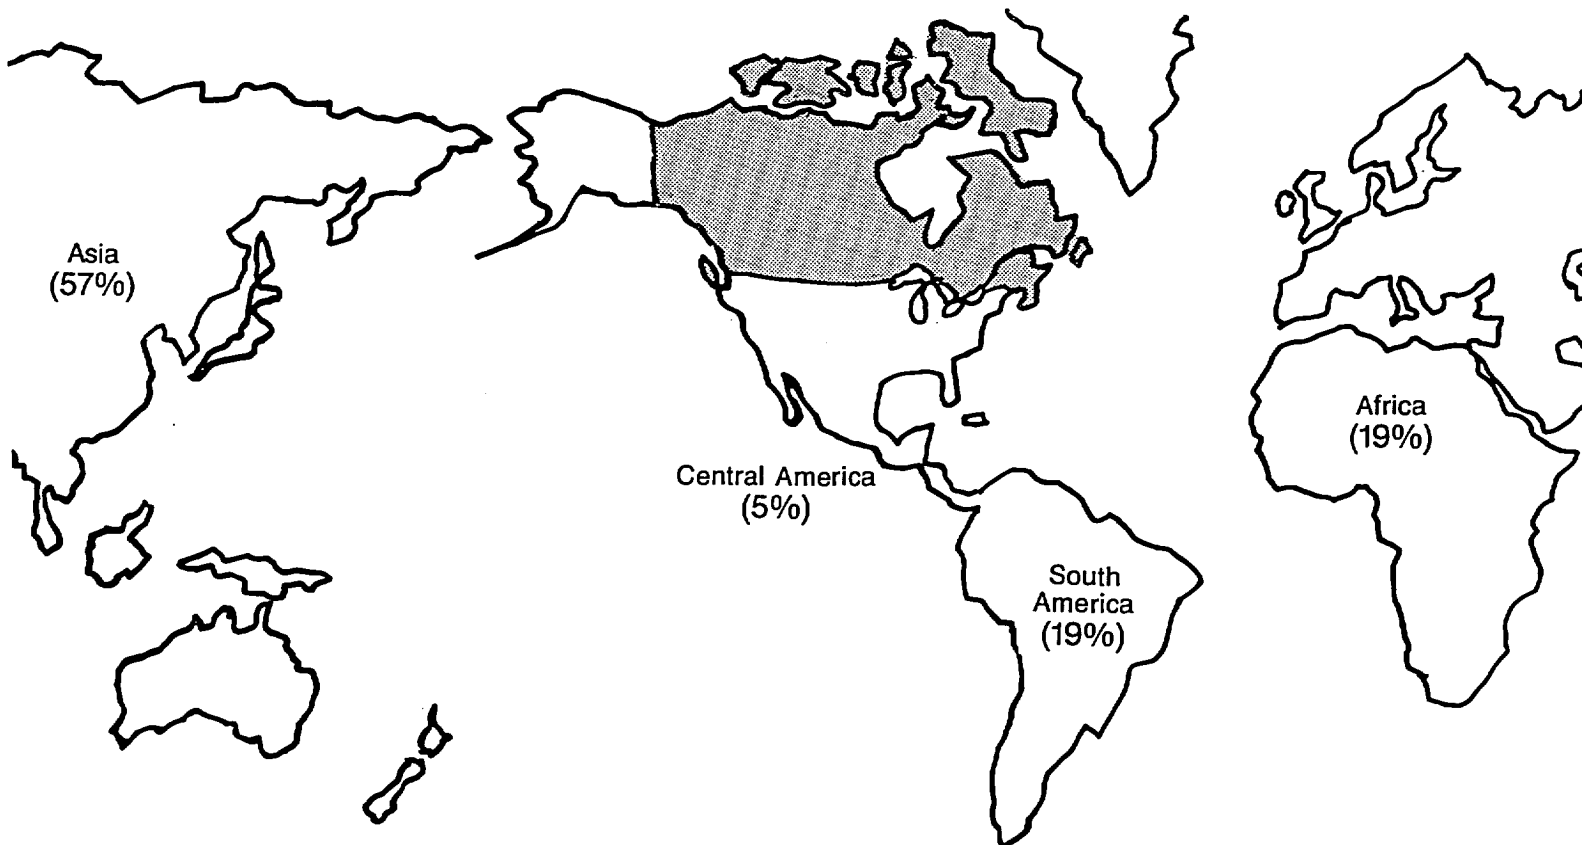 Asia
(57%)
Central America
(5%)
South
America
(19%)
Africa
(19%)